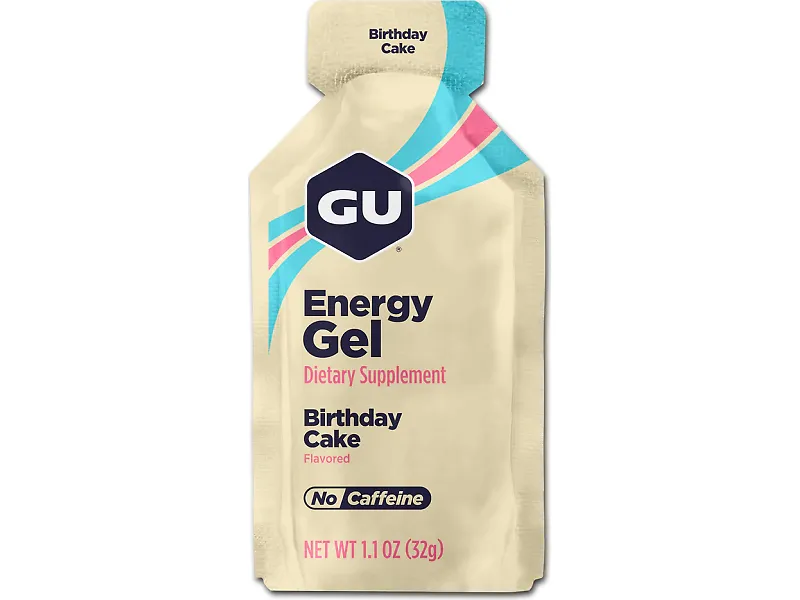 Birthday
Cake
GU
®
Energy
Gel
Dietary Supplement
Birthday
Cake
Flavored
No Caffeine
NET WT 1.1 OZ (32g)